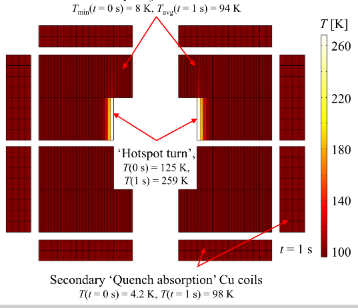 T_min(t = 0 s) = 8 K, T_avg(t = 1 s) = 94 K
T [K]
260
220
180
140
100
‘Hotspot turn’,
T(0 s) = 125 K,
T(1 s) = 259 K
t = 1 s
Secondary ‘Quench absorption’ Cu coils
T(t = 0 s) = 4.2 K, T(t = 1 s) = 98 K